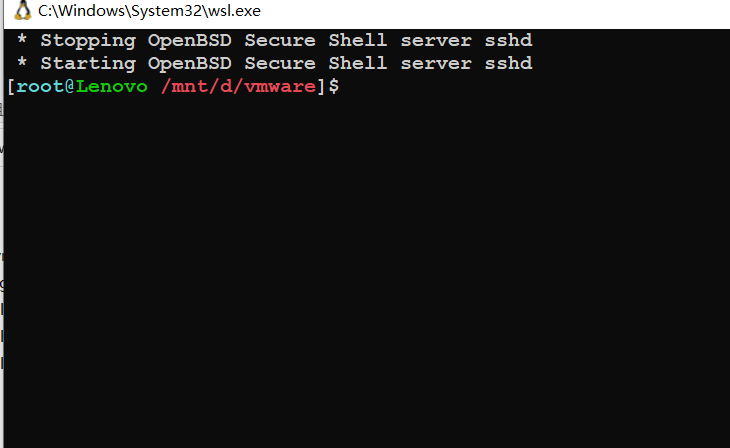 C:\Windows\System32\wsl.exe
* Stopping OpenBSD Secure Shell server sshd
* Starting OpenBSD Secure Shell server sshd
[root@Lenovo /mnt/d/vmware]$